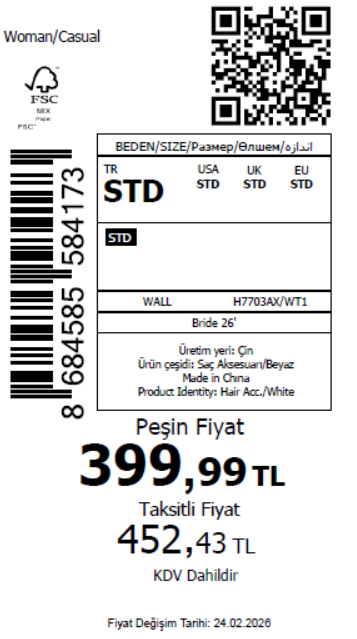 Woman/Casual
FSC
MIX
Paper
FSC™
BEDEN/SIZE/Размер/Өлшем/اندازه
TR USA UK EU
STD STD STD STD
STD
WALL H7703AX/WT1
Bride 26'
Üretim yeri: Çin
Ürün çeşidi: Saç Aksesuarı/Beyaz
Made in China
Product Identity: Hair Acc./White
8 684585 584173
Peşin Fiyat
399,99 TL
Taksitli Fiyat
452,43 TL
KDV Dahildir
Fiyat Değişim Tarihi: 24.02.2026